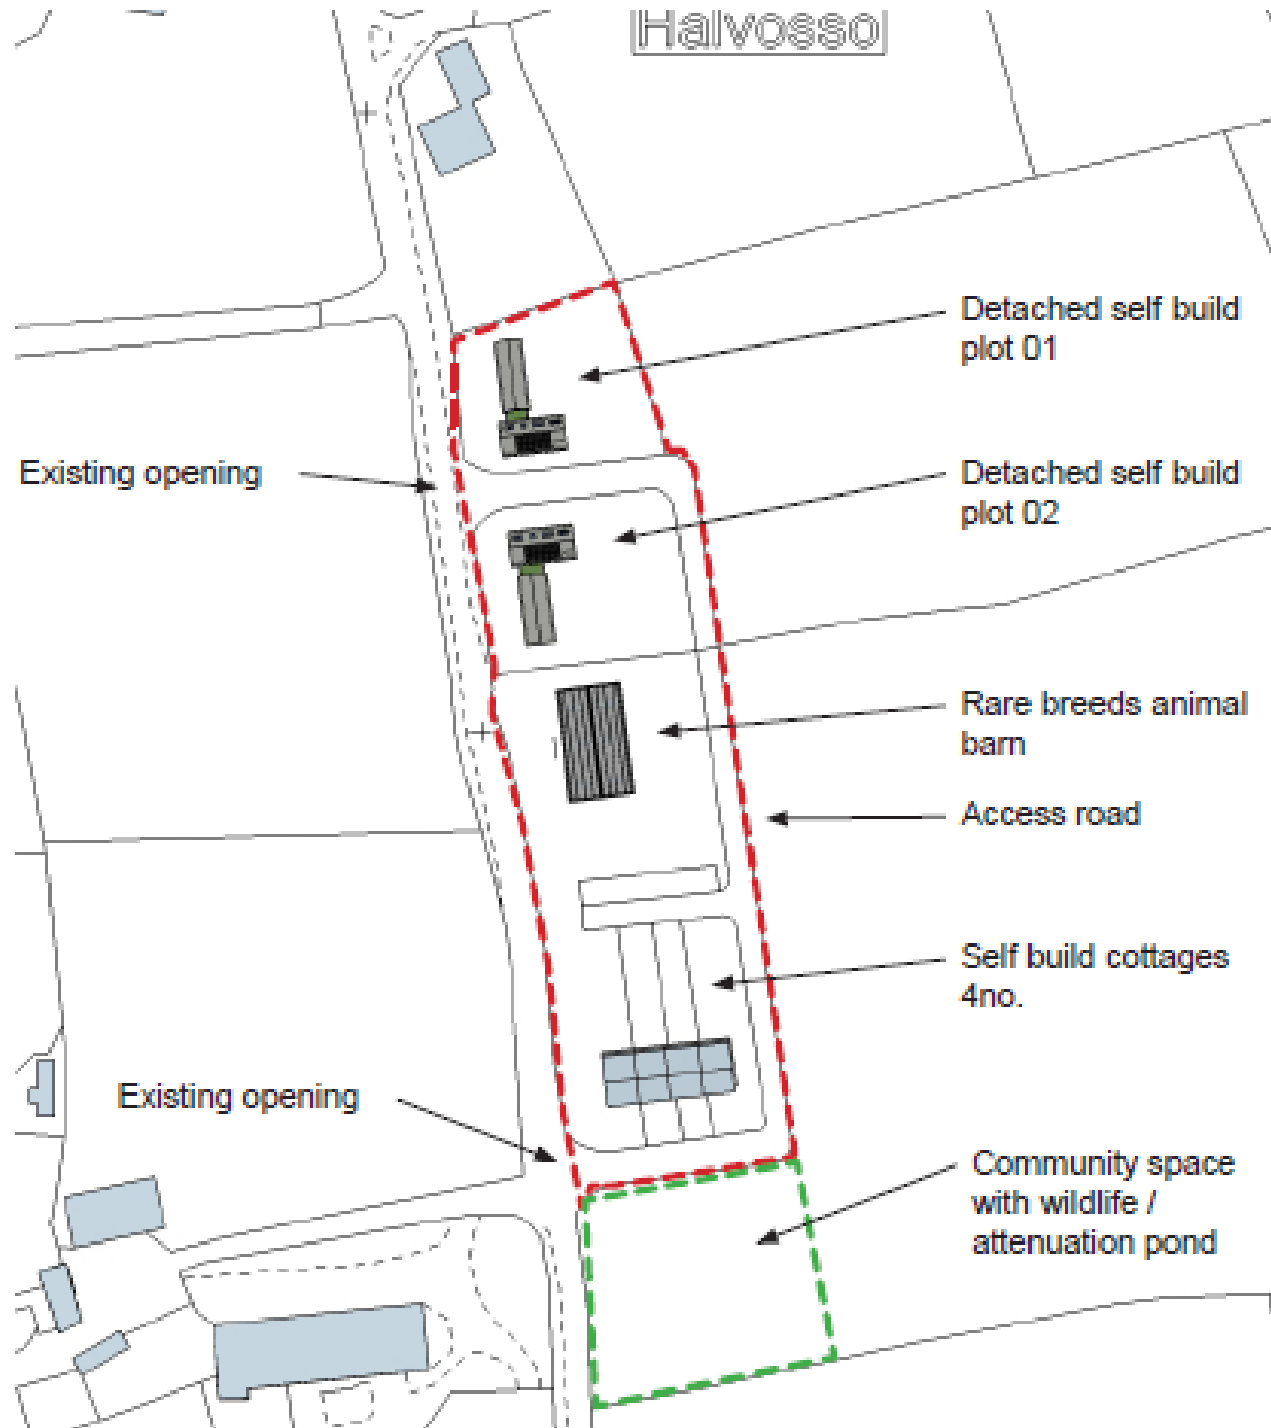 Halvosso
Detached self build
plot 01
Existing opening
Detached self build
plot 02
Rare breeds animal
barn
Access road
Self build cottages
4no.
Existing opening
Community space
with wildlife /
attenuation pond